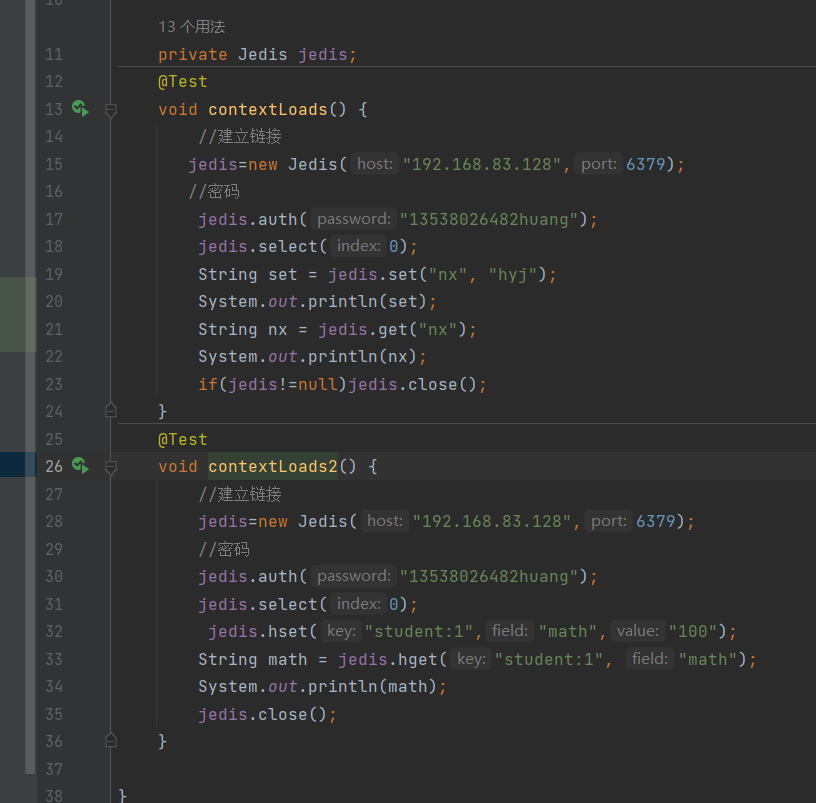 10
13 个用法
11 private Jedis jedis;
12 @Test
13 void contextLoads() {
14 //建立链接
15 jedis=new Jedis( host: "192.168.83.128", port: 6379);
16 //密码
17 jedis.auth( password: "13538026482huang");
18 jedis.select( index: 0);
19 String set = jedis.set("nx", "hyj");
20 System.out.println(set);
21 String nx = jedis.get("nx");
22 System.out.println(nx);
23 if(jedis!=null)jedis.close();
24 }
25 @Test
26 void contextLoads2() {
27 //建立链接
28 jedis=new Jedis( host: "192.168.83.128", port: 6379);
29 //密码
30 jedis.auth( password: "13538026482huang");
31 jedis.select( index: 0);
32 jedis.hset( key: "student:1", field: "math", value: "100");
33 String math = jedis.hget( key: "student:1", field: "math");
34 System.out.println(math);
35 jedis.close();
36 }
37
38 }